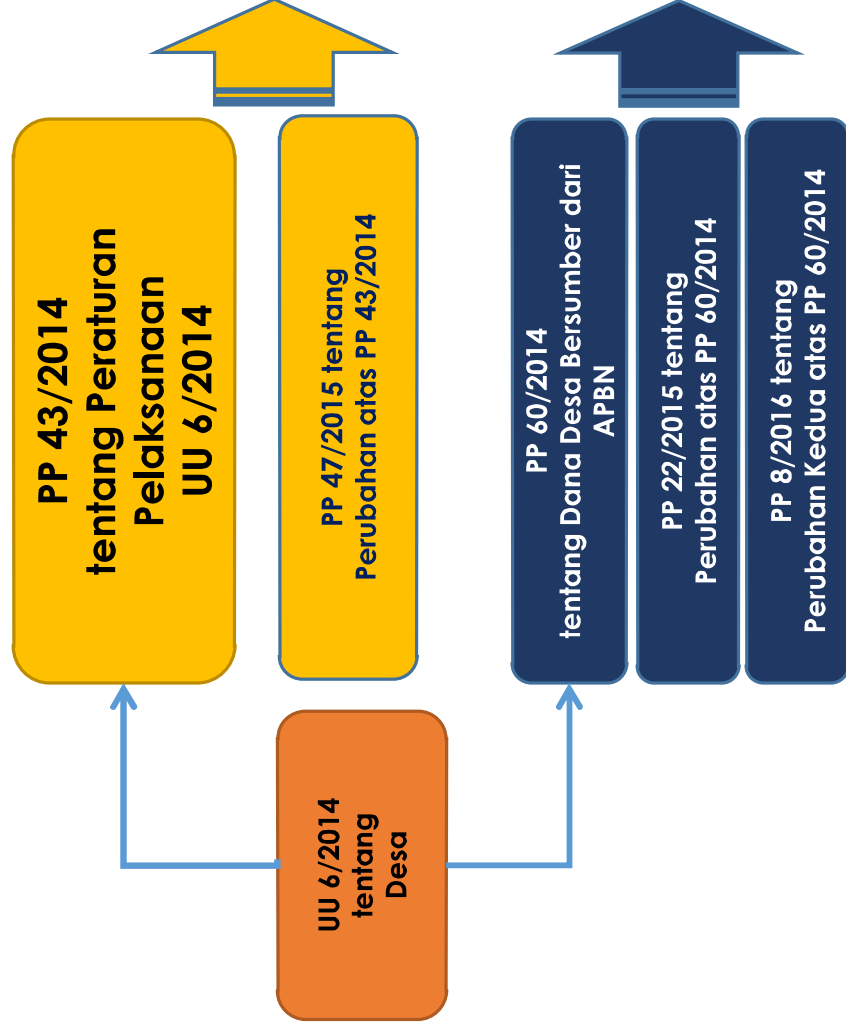 UU 6/2014
tentang
Desa
PP 43/2014
tentang Peraturan
Pelaksanaan
UU 6/2014
PP 47/2015 tentang
Perubahan atas PP 43/2014
PP 60/2014
tentang Dana Desa Bersumber dari
APBN
PP 22/2015 tentang
Perubahan atas PP 60/2014
PP 8/2016 tentang
Perubahan Kedua atas PP 60/2014